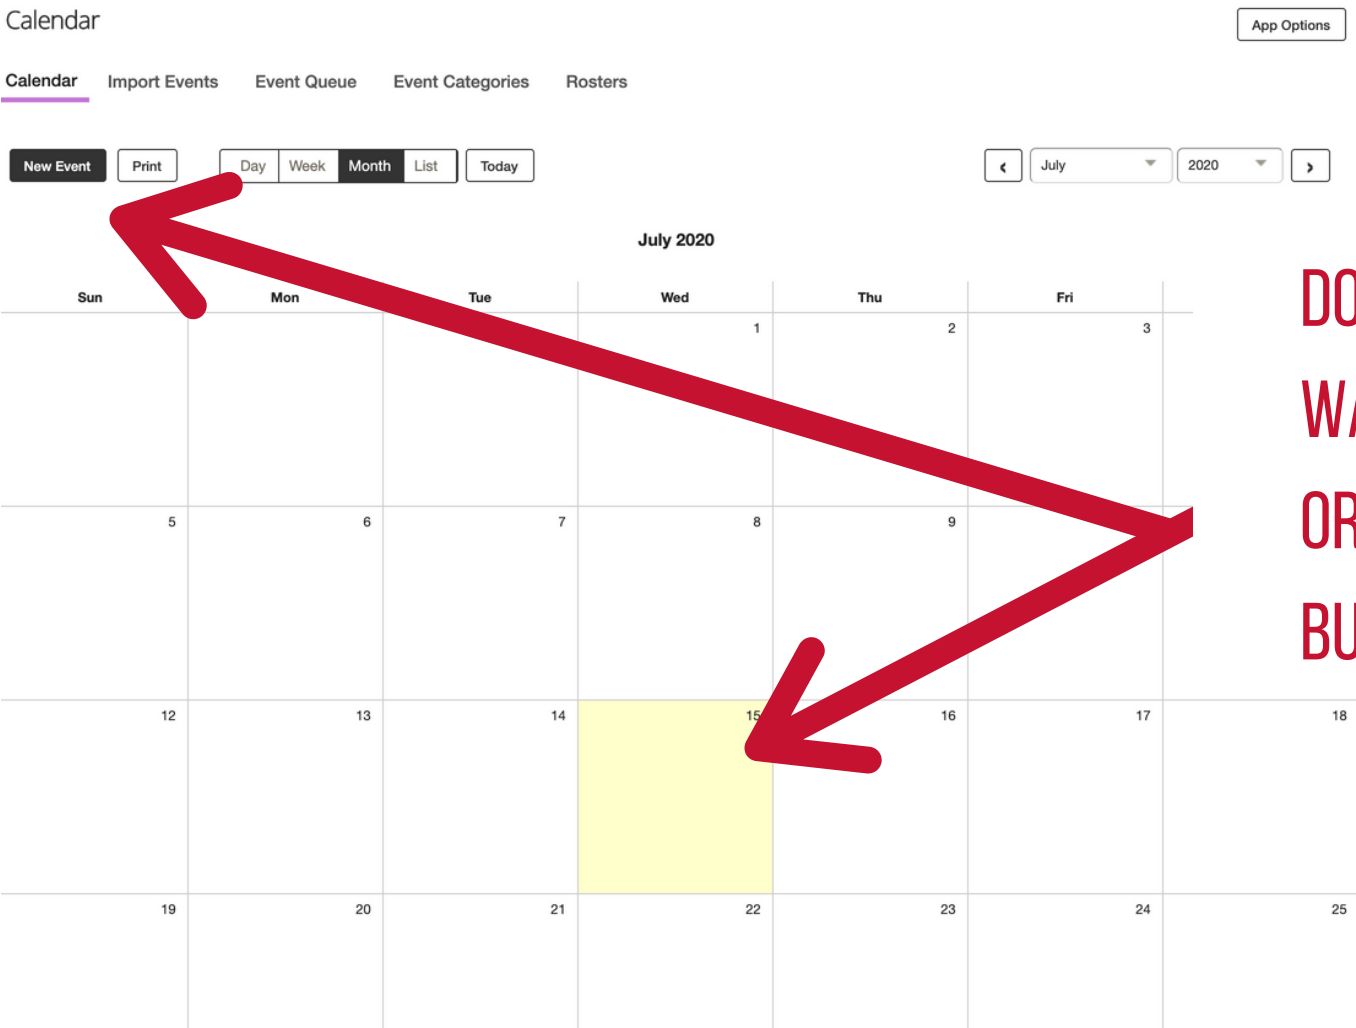 Calendar
App Options
Calendar Import Events Event Queue Event Categories Rosters
New Event Print Day Week Month List Today ‹ July 2020 ›
July 2020
Sun Mon Tue Wed Thu Fri
1 2 3
5 6 7 8 9
12 13 14 15 16 17 18
19 20 21 22 23 24 25
OR